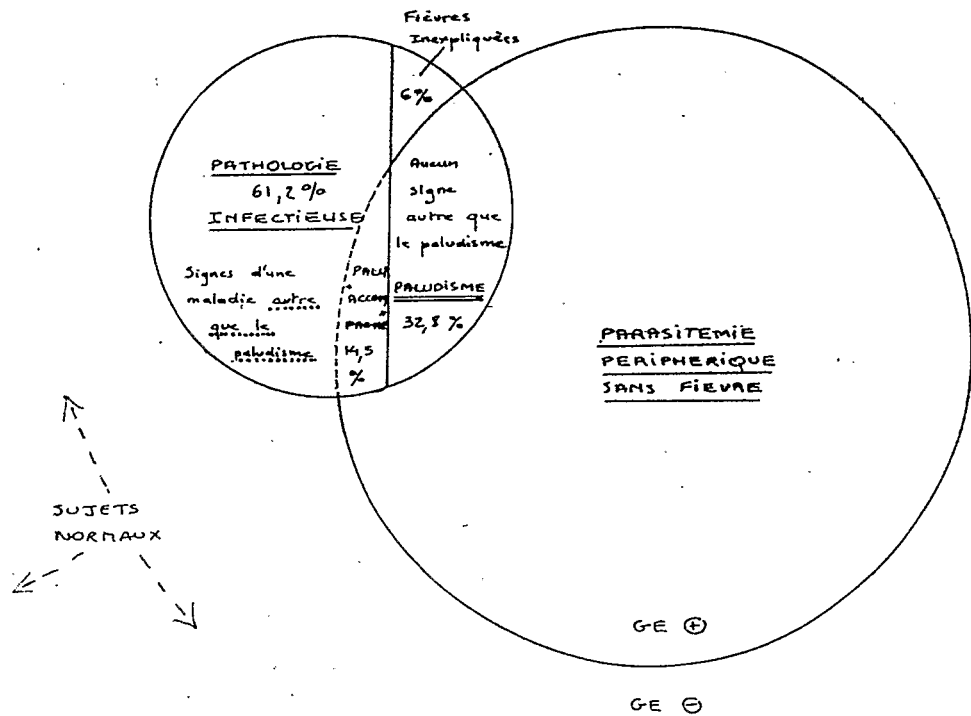 Fièvres
Inexpliquées
6%
PATHOLOGIE
61,2 %
INFECTIEUSE
Signes d'une
maladie autre
que le
paludisme
Aucun
signe
autre que
le paludisme
PALUDISME
32,8 %
PALU
"ACCOM
PAGNÉ"
14,5
%
PARASITEMIE
PERIPHERIQUE
SANS FIEVRE
SUJETS
NORMAUX
GE ⊕
GE ⊖